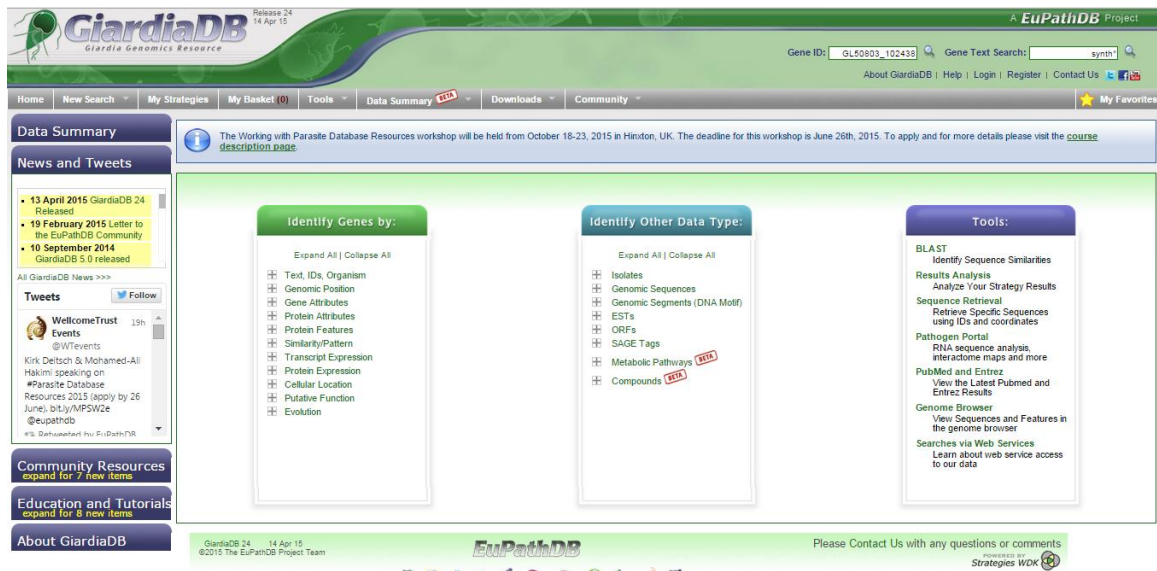 GiardiaDB
Giardia Genomics Resource
Release 24
14 Apr 15
A EuPathDB Project
Gene ID: GL50803_102438 Gene Text Search: synth*
About GiardiaDB | Help | Login | Register | Contact Us
Home New Search My Strategies My Basket (0) Tools Data Summary BETA Downloads Community My Favorites
Data Summary
News and Tweets
13 April 2015 GiardiaDB 24
Released
19 February 2015 Letter to
the EuPathDB Community
10 September 2014
GiardiaDB 5.0 released
All GiardiaDB News >>>
Tweets Follow
WellcomeTrust 19h
Events
@WTevents
Kirk Deitsch & Mohamed-Ali
Hakimi speaking on
#Parasite Database
Resources 2015 (apply by 26
June). bit.ly/MPSW2e
@eupathdb
Retweeted by EuPathDB
Community Resources
expand for 7 new items
Education and Tutorials
expand for 8 new items
About GiardiaDB
The Working with Parasite Database Resources workshop will be held from October 18-23, 2015 in Hinxton, UK. The deadline for this workshop is June 26th, 2015. To apply and for more details please visit the course
description page.
Identify Genes by:
Expand All | Collapse All
Text, IDs, Organism
Genomic Position
Gene Attributes
Protein Attributes
Protein Features
Similarity/Pattern
Transcript Expression
Protein Expression
Cellular Location
Putative Function
Evolution
Identify Other Data Type:
Expand All | Collapse All
Isolates
Genomic Sequences
Genomic Segments (DNA Motif)
ESTs
ORFs
SAGE Tags
Metabolic Pathways BETA
Compounds BETA
Tools:
BLAST
Identify Sequence Similarities
Results Analysis
Analyze Your Strategy Results
Sequence Retrieval
Retrieve Specific Sequences
using IDs and coordinates
Pathogen Portal
RNA sequence analysis,
interactome maps and more
PubMed and Entrez
View the Latest Pubmed and
Entrez Results
Genome Browser
View Sequences and Features in
the genome browser
Searches via Web Services
Learn about web service access
to our data
GiardiaDB 24 14 Apr 15
©2015 The EuPathDB Project Team
EuPathDB
Please Contact Us with any questions or comments
POWERED BY
Strategies WDK